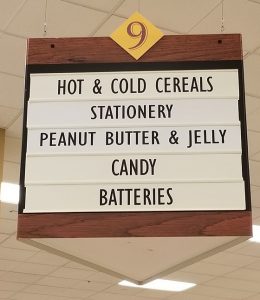 9
HOT & COLD CEREALS
STATIONERY
PEANUT BUTTER & JELLY
CANDY
BATTERIES